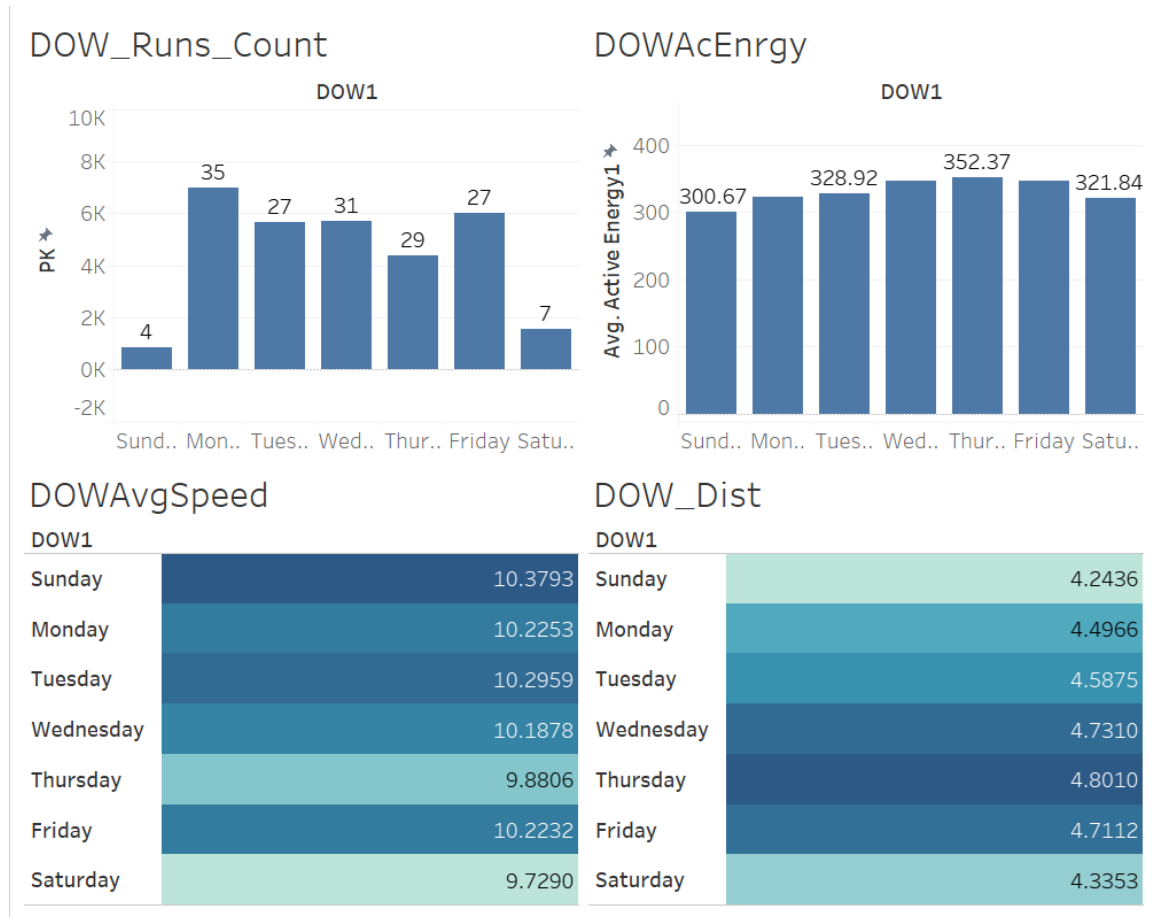 DOW_Runs_Count
DOW1
10K
8K
6K
4K
2K
0K
-2K
PK
4
35
27
31
29
27
7
Sund.. Mon.. Tues.. Wed.. Thur.. Friday Satu..
DOWAcEnrgy
DOW1
400
300
200
100
0
Avg. Active Energy1
300.67
328.92
352.37
321.84
Sund.. Mon.. Tues.. Wed.. Thur.. Friday Satu..
DOWAvgSpeed
DOW1
Sunday 10.3793
Monday 10.2253
Tuesday 10.2959
Wednesday 10.1878
Thursday 9.8806
Friday 10.2232
Saturday 9.7290
DOW_Dist
DOW1
Sunday 4.2436
Monday 4.4966
Tuesday 4.5875
Wednesday 4.7310
Thursday 4.8010
Friday 4.7112
Saturday 4.3353